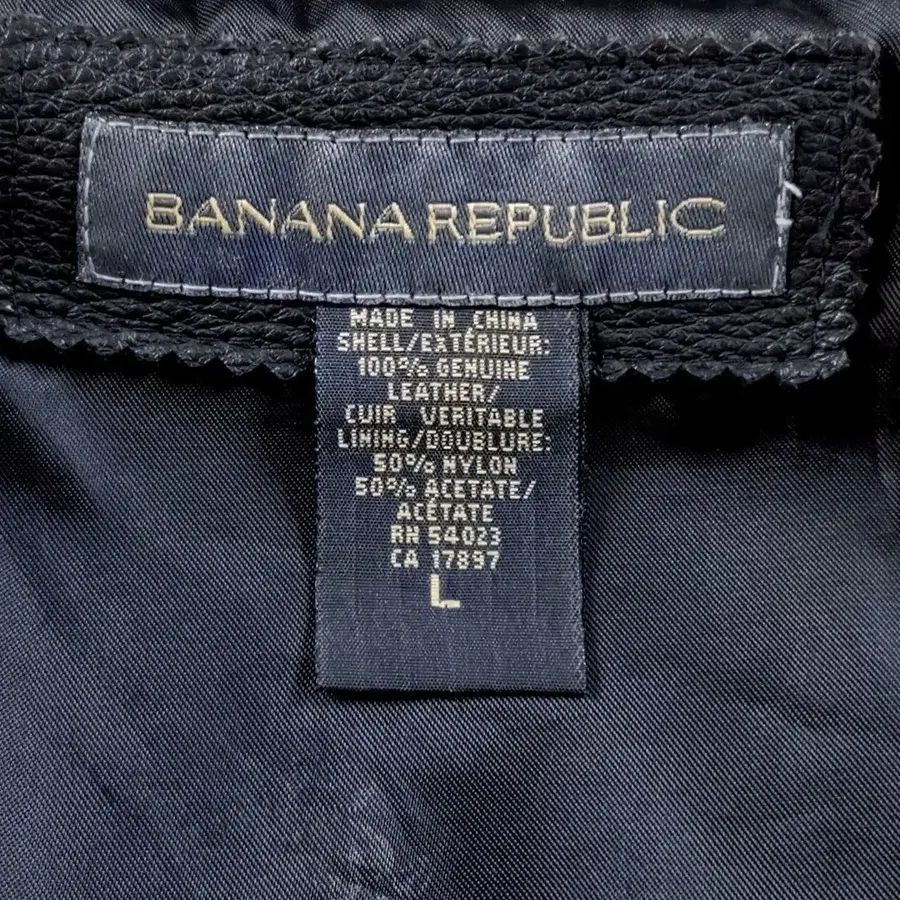 BANANA REPUBLIC
MADE IN CHINA
SHELL/EXTÉRIEUR:
100% GENUINE
LEATHER/
CUIR VERITABLE
LINING/DOUBLURE:
50% NYLON
50% ACETATE/
ACÉTATE
RN 54023
CA 17897
L